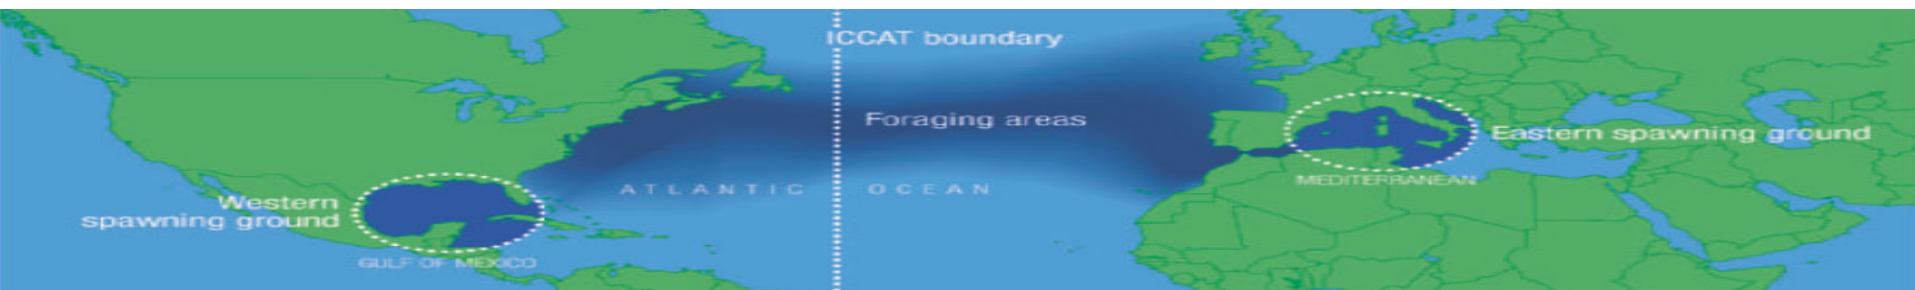 ICCAT boundary
Foraging areas
Eastern spawning ground
MEDITERRANEAN
ATLANTIC OCEAN
Western
spawning ground
GULF OF MEXICO